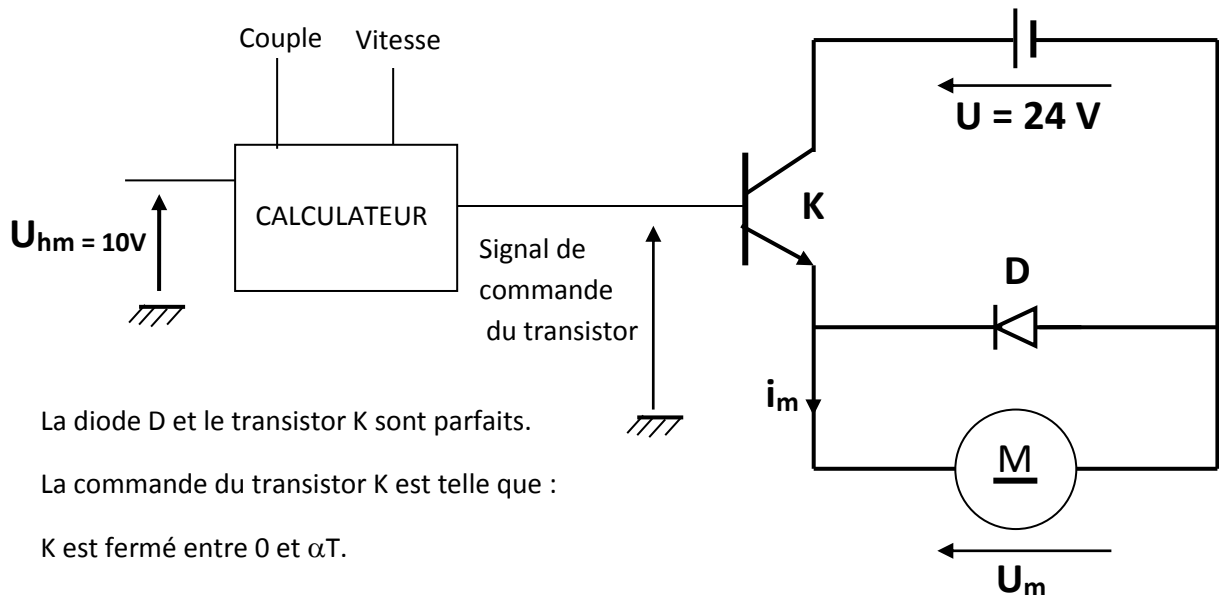 Couple Vitesse
U = 24 V
CALCULATEUR
K
Uhm = 10V
Signal de
commande
du transistor
D
im
La diode D et le transistor K sont parfaits.
M
La commande du transistor K est telle que :
K est fermé entre 0 et αT.
Um